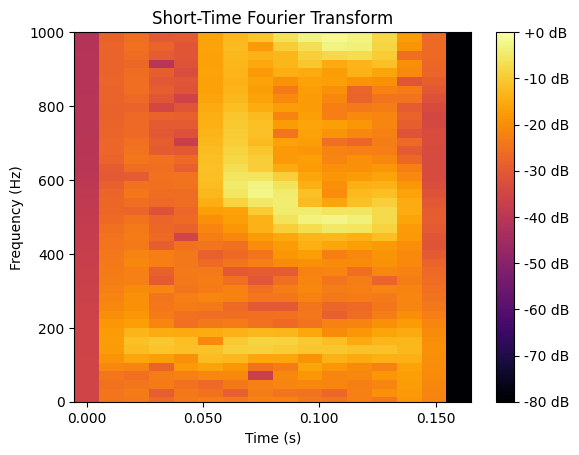 Short-Time Fourier Transform
1000
800
600
400
200
0
Frequency (Hz)
0.000
0.050
0.100
0.150
Time (s)
+0 dB
-10 dB
-20 dB
-30 dB
-40 dB
-50 dB
-60 dB
-70 dB
-80 dB